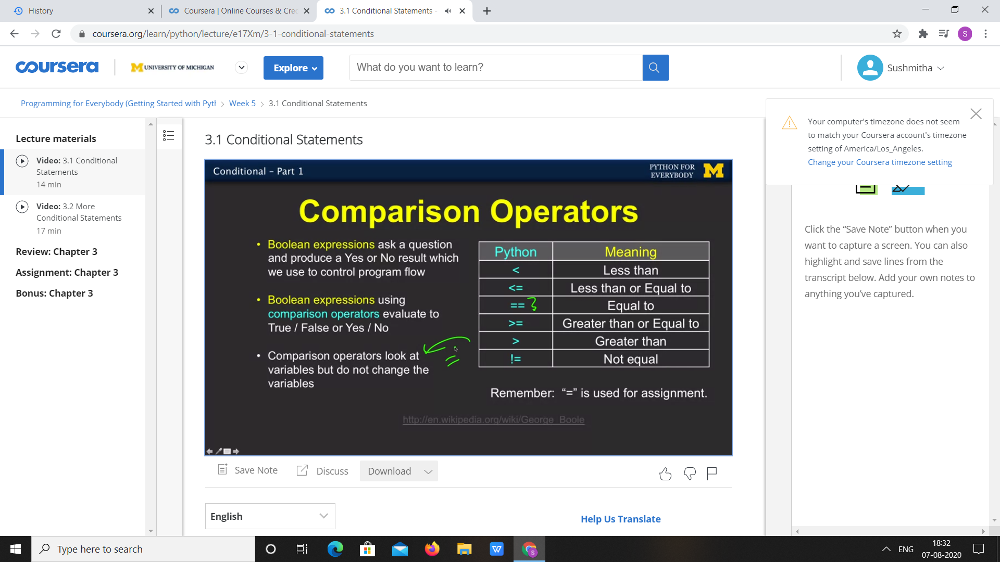 History
Coursera | Online Courses & Crec
3.1 Conditional Statements -
coursera.org/learn/python/lecture/e17Xm/3-1-conditional-statements
S
coursera
M UNIVERSITY OF MICHIGAN
Explore
What do you want to learn?
Sushmitha
Programming for Everybody (Getting Started with Pyth
Week 5
3.1 Conditional Statements
Your computer's timezone does not seem
to match your Coursera account's timezone
setting of America/Los_Angeles.
Change your Coursera timezone setting
Lecture materials
Video: 3.1 Conditional
Statements
14 min
Video: 3.2 More
Conditional Statements
17 min
Review: Chapter 3
Assignment: Chapter 3
Bonus: Chapter 3
3.1 Conditional Statements
Conditional – Part 1
PYTHON FOR
EVERYBODY
M
Comparison Operators
• Boolean expressions ask a question
and produce a Yes or No result which
we use to control program flow
• Boolean expressions using
comparison operators evaluate to
True / False or Yes / No
• Comparison operators look at
variables but do not change the
variables
Python Meaning
< Less than
<= Less than or Equal to
== Equal to
>= Greater than or Equal to
> Greater than
!= Not equal
Remember: “=” is used for assignment.
http://en.wikipedia.org/wiki/George_Boole
Click the “Save Note” button when you
want to capture a screen. You can also
highlight and save lines from the
transcript below. Add your own notes to
anything you’ve captured.
Save Note
Discuss
Download
English
Help Us Translate
Type here to search
W
S
ENG
18:32
07-08-2020